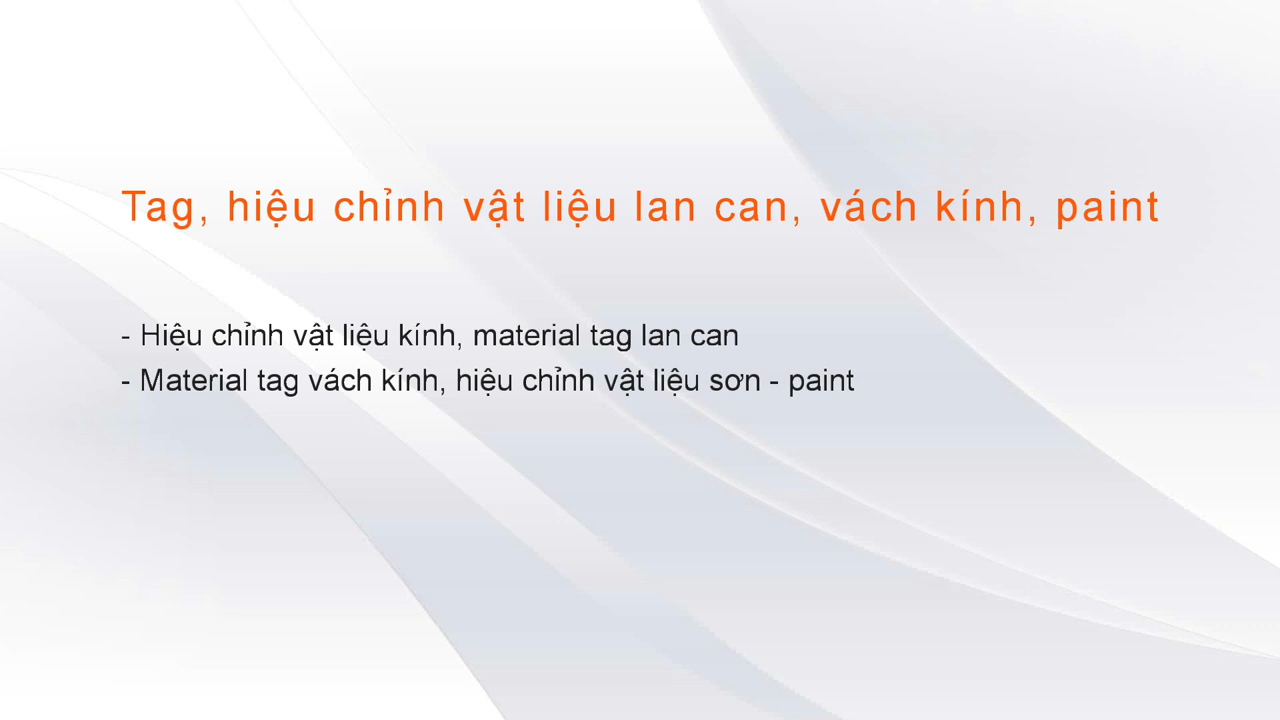 Tag, hiệu chỉnh vật liệu lan can, vách kính, paint
- Hiệu chỉnh vật liệu kính, material tag lan can
- Material tag vách kính, hiệu chỉnh vật liệu sơn - paint